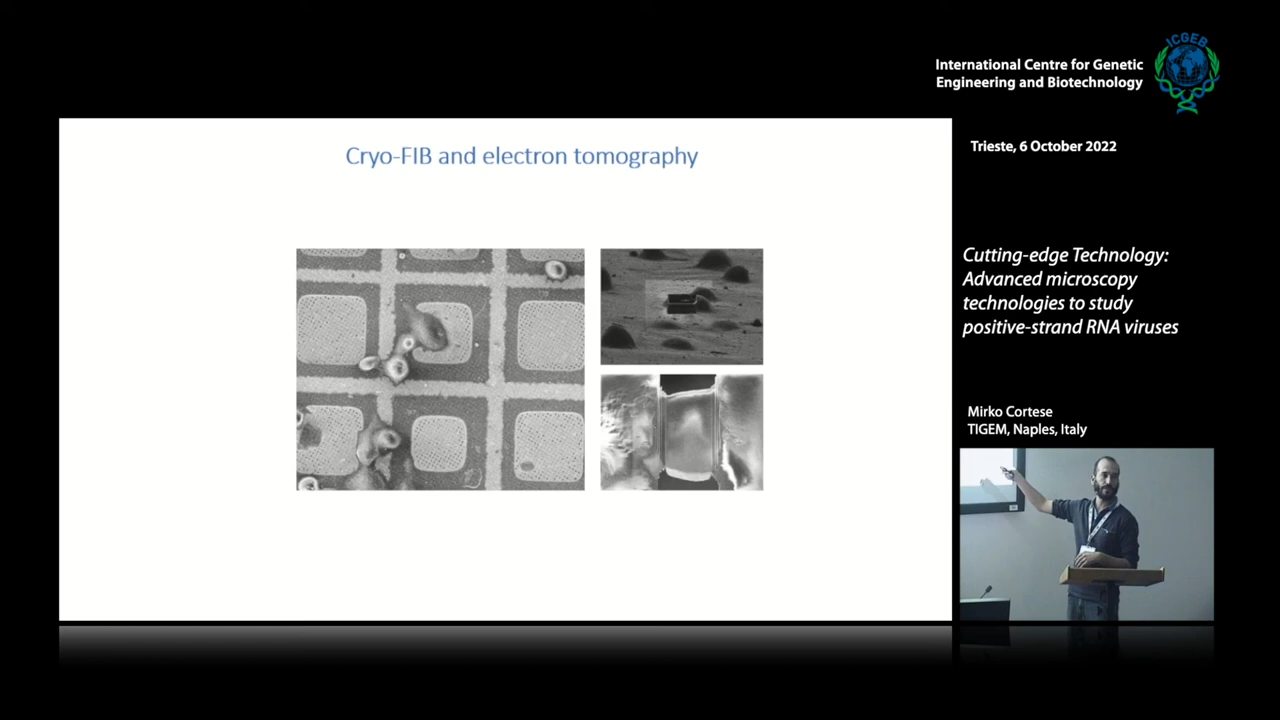 ICGEB
International Centre for Genetic
Engineering and Biotechnology
Trieste, 6 October 2022
Cryo-FIB and electron tomography
Cutting-edge Technology:
Advanced microscopy
technologies to study
positive-strand RNA viruses
Mirko Cortese
TIGEM, Naples, Italy